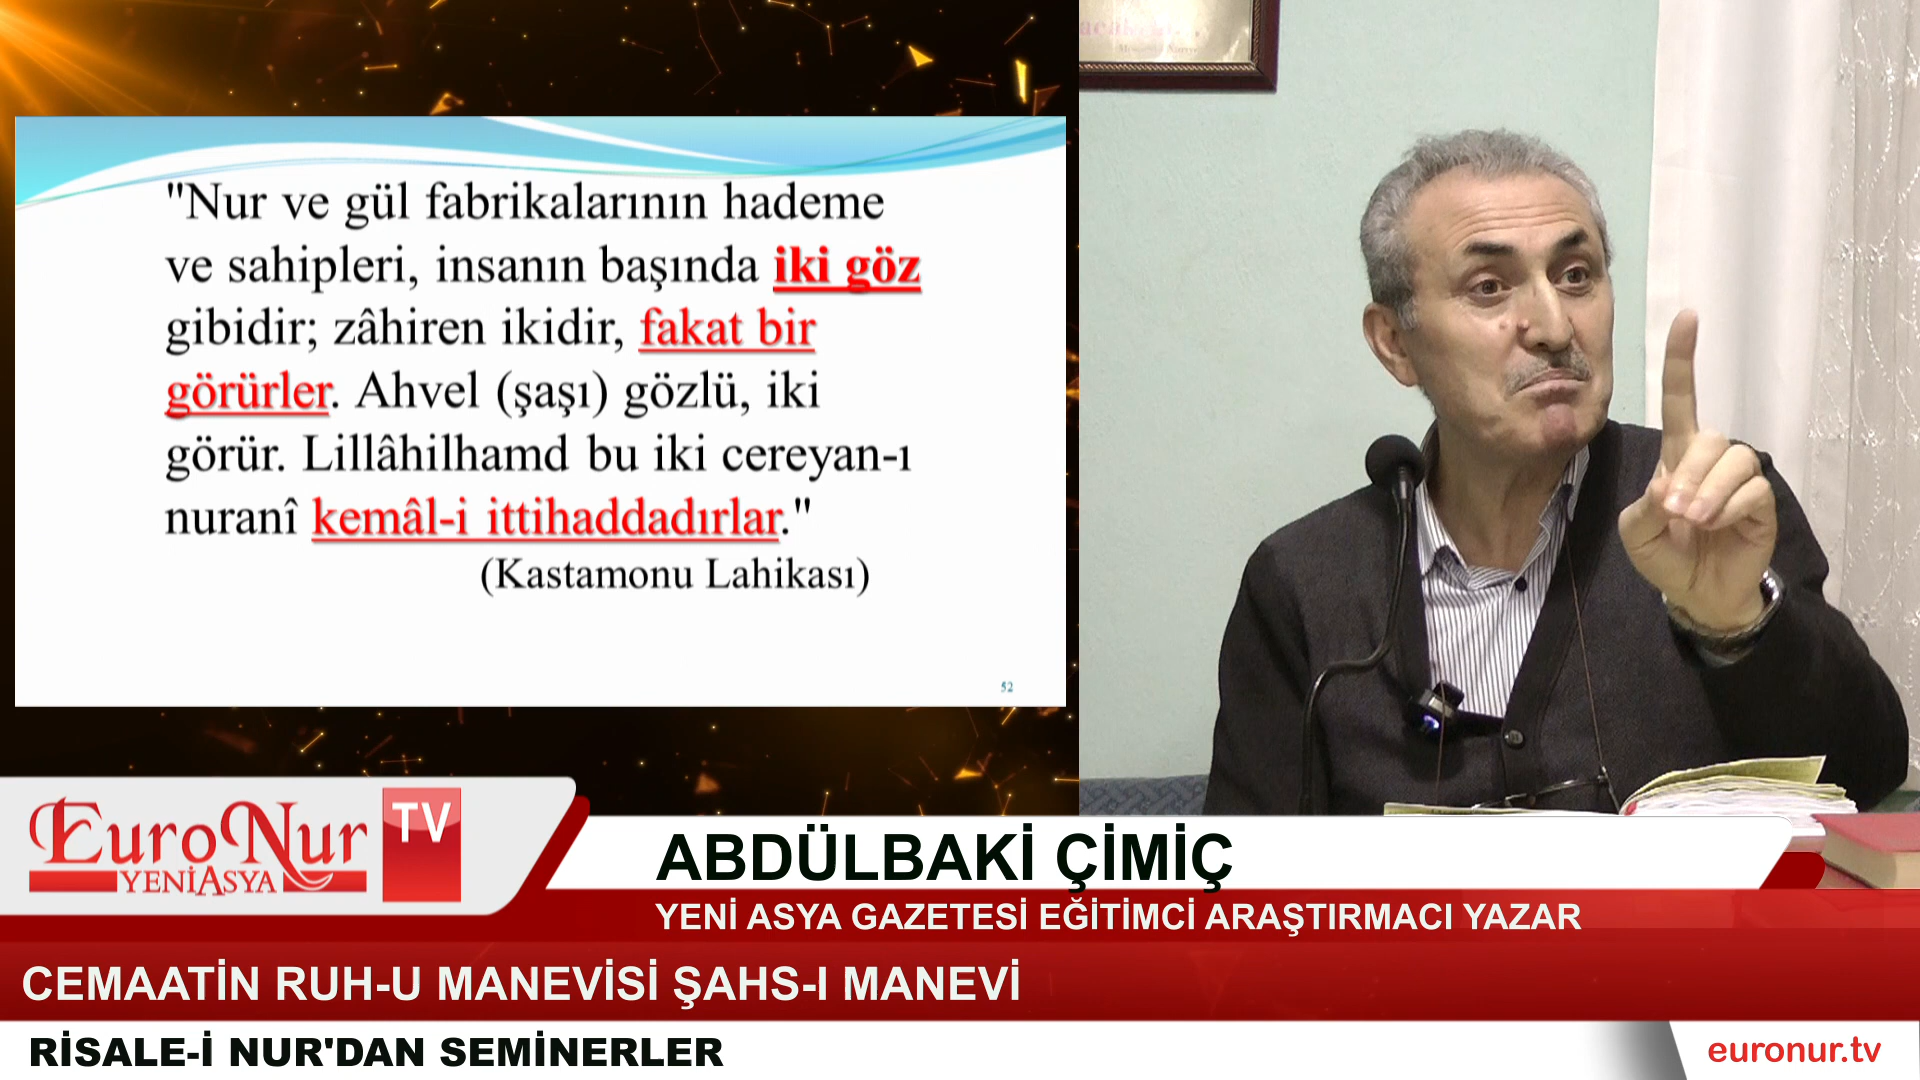 "Nur ve gül fabrikalarının hademe
ve sahipleri, insanın başında iki göz
gibidir; zâhiren ikidir, fakat bir
görürler. Ahvel (şaşı) gözlü, iki
görür. Lillâhilhamd bu iki cereyan-ı
nuranî kemâl-i ittihaddadırlar."
(Kastamonu Lahikası)
52
EuroNur TV
YENİASYA
ABDÜLBAKİ ÇİMİÇ
YENİ ASYA GAZETESİ EĞİTİMCİ ARAŞTIRMACI YAZAR
CEMAATİN RUH-U MANEVİSİ ŞAHS-I MANEVİ
RİSALE-İ NUR'DAN SEMİNERLER
euronur.tv